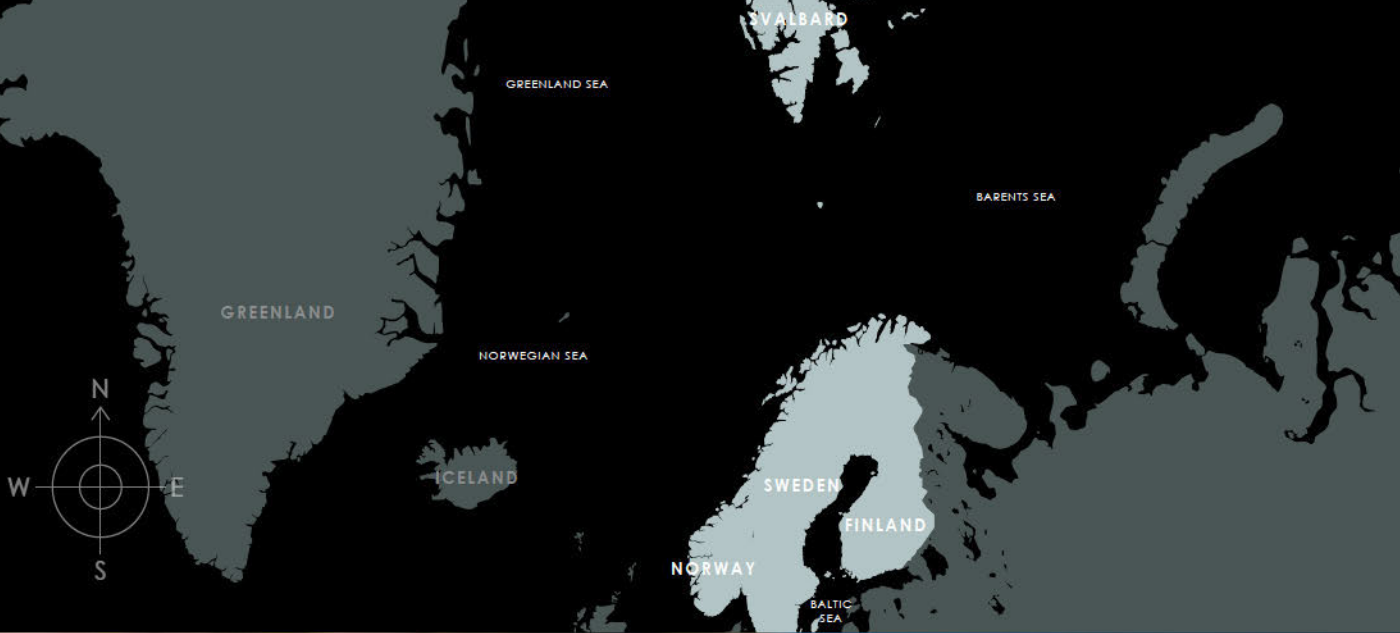 SVALBARD
GREENLAND SEA
BARENTS SEA
GREENLAND
NORWEGIAN SEA
N
W
E
S
ICELAND
SWEDEN
FINLAND
NORWAY
BALTIC
SEA